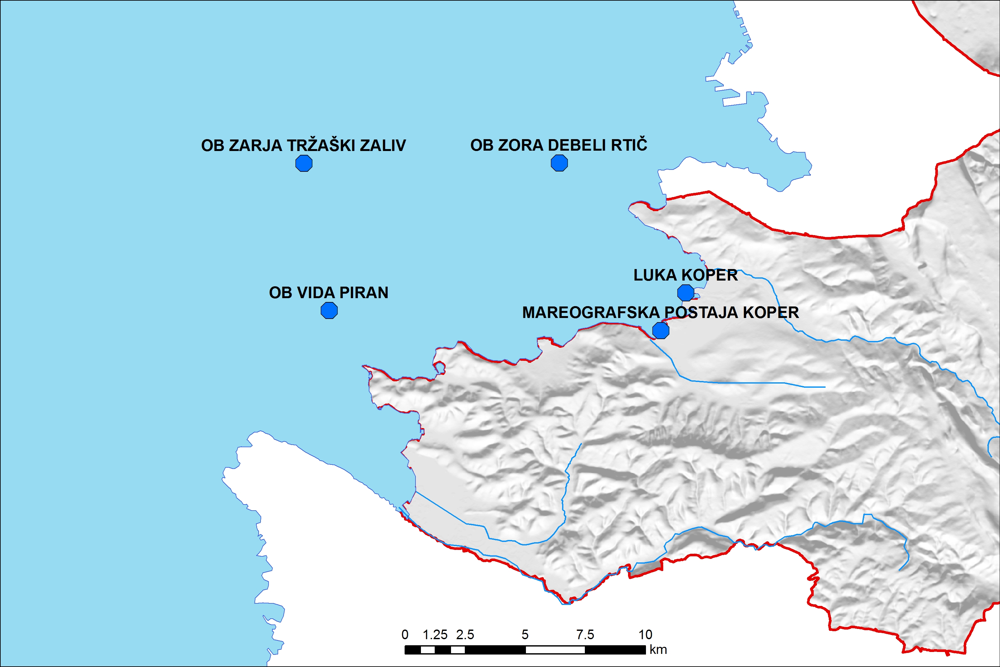 OB ZARJA TRŽAŠKI ZALIV
OB ZORA DEBELI RTIČ
LUKA KOPER
OB VIDA PIRAN
MAREOGRAFSKA POSTAJA KOPER
0 1.25 2.5 5 7.5 10
km